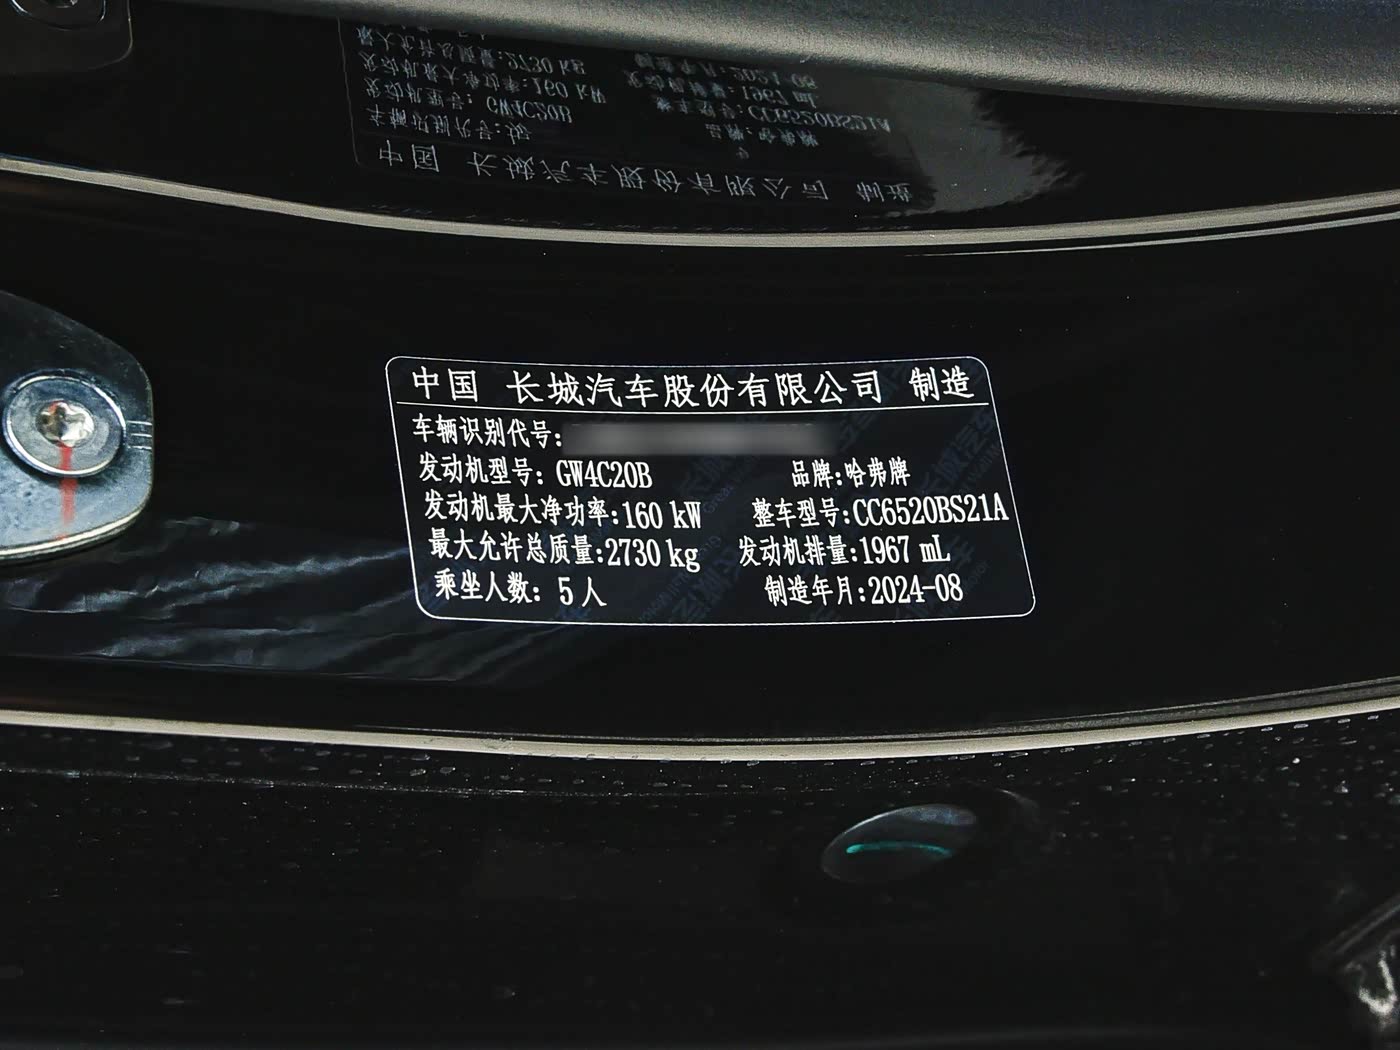 中国 长城汽车股份有限公司 制造
车辆识别代号:
发动机型号: GW4C20B 品牌:哈弗牌
发动机最大净功率:160 kW 整车型号:CC6520BS21A
最大允许总质量:2730 kg 发动机排量:1967 mL
乘坐人数: 5 人 制造年月:2024-08